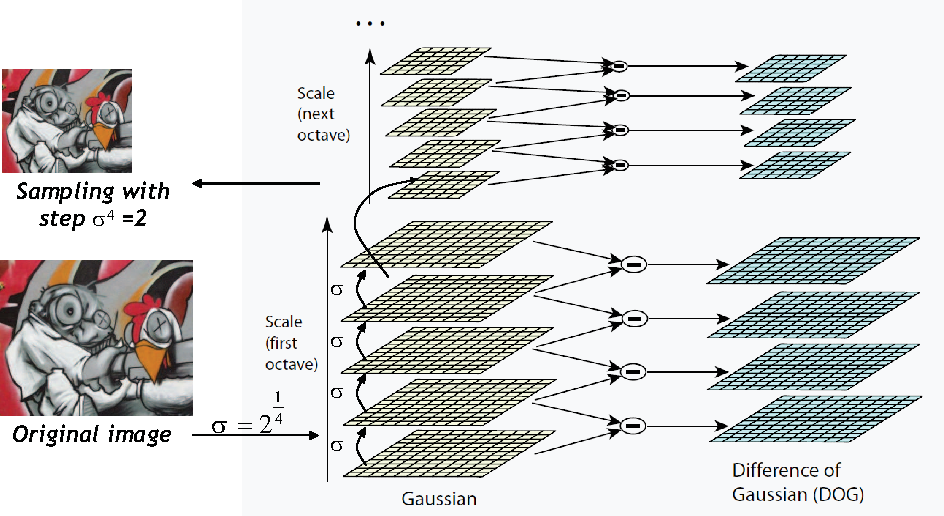 ...
Scale
(next
octave)
Sampling with
step σ⁴ =2
σ
σ
σ
σ
Scale
(first
octave)
Original image
σ = 2^(1/4)
Gaussian
Difference of
Gaussian (DOG)